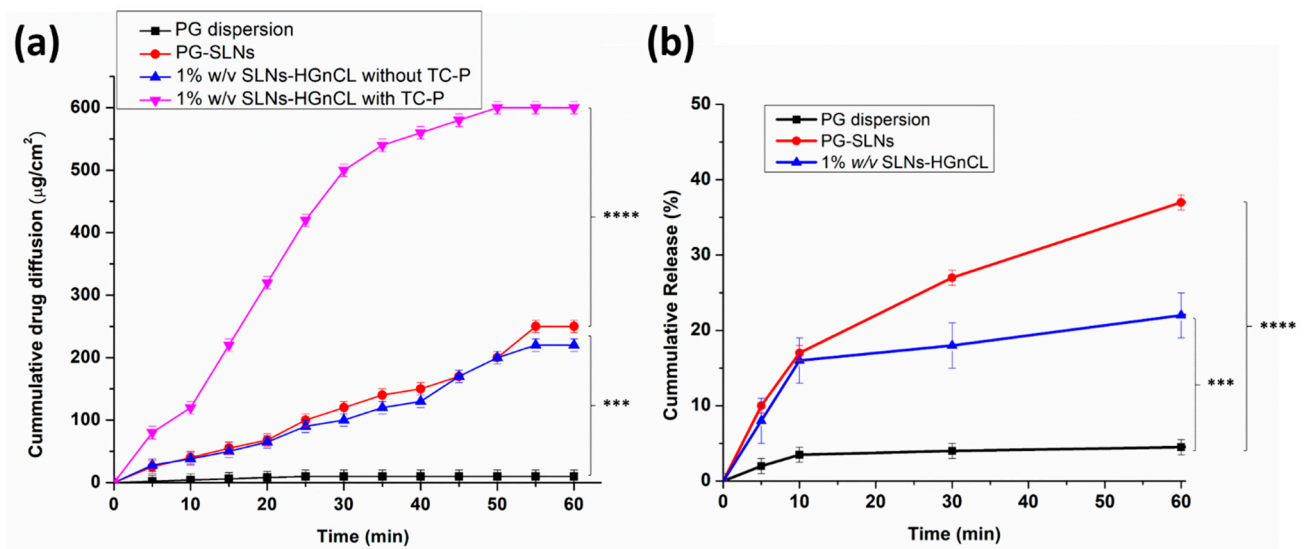 (a)
PG dispersion
PG-SLNs
1% w/v SLNs-HGnCL without TC-P
1% w/v SLNs-HGnCL with TC-P
600
500
400
300
200
100
0
Cummulative drug diffusion (µg/cm²)
0 10 20 30 40 50 60
Time (min)
****
***
(b)
PG dispersion
PG-SLNs
1% w/v SLNs-HGnCL
50
40
30
20
10
0
Cummulative Release (%)
0 10 20 30 40 50 60
Time (min)
****
***